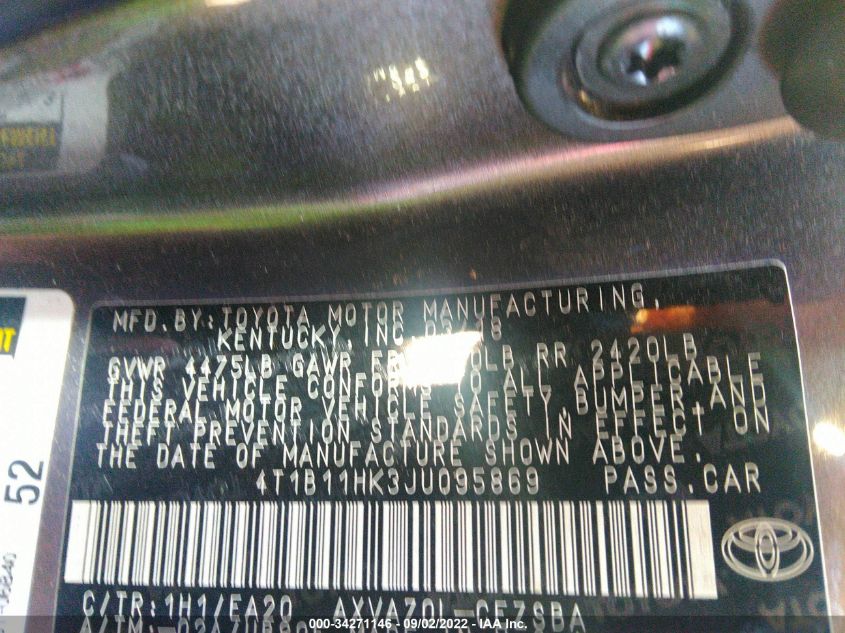 MFD. BY: TOYOTA MOTOR MANUFACTURING,
KENTUCKY, INC
GVWR 4475LB GAWR RR 2420LB
THIS VEHICLE CONFORMS TO ALL APPLICABLE
FEDERAL MOTOR VEHICLE SAFETY, BUMPER, AND
THEFT PREVENTION STANDARDS IN EFFECT ON
THE DATE OF MANUFACTURE SHOWN ABOVE.
4T1B11HK3JU095869 PASS. CAR
52
C/TR: 1H1/EA20 AXVA70L-CEZSBA
000-34271146 - 09/02/2022 - © IAA Inc.